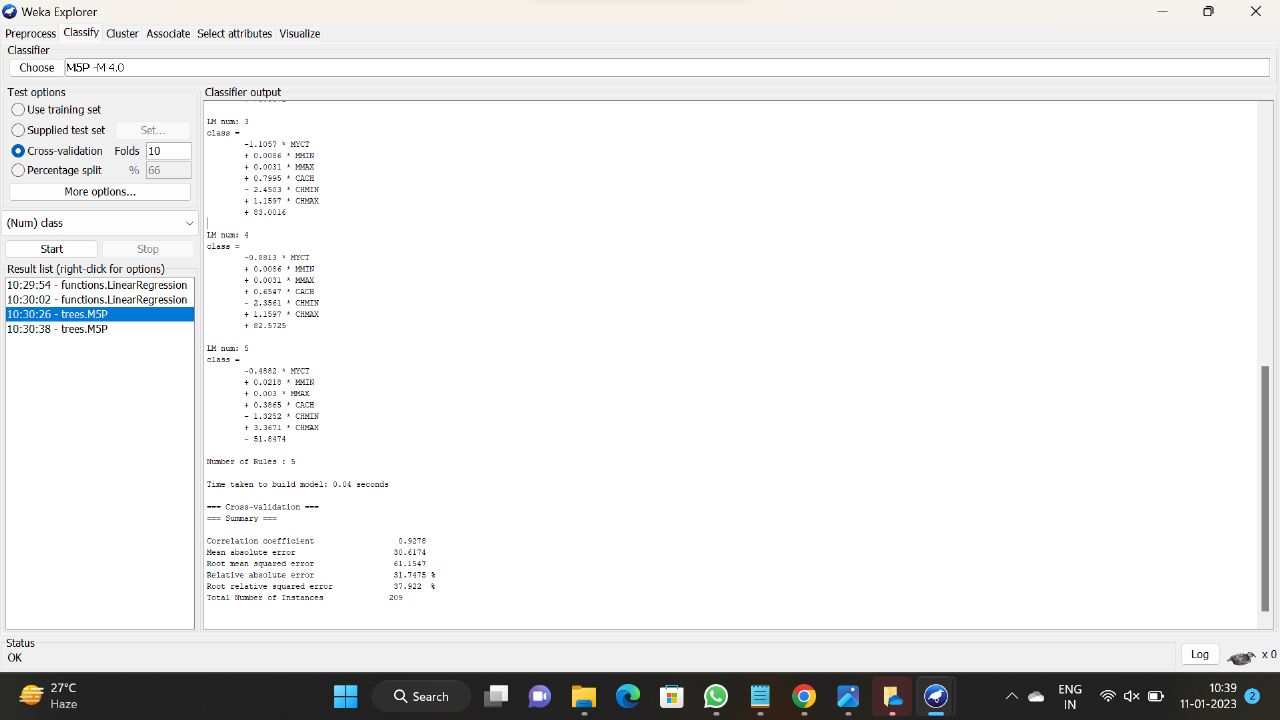 Weka Explorer
Preprocess Classify Cluster Associate Select attributes Visualize
Classifier
Choose M5P -M 4.0
Test options
Use training set
Supplied test set Set...
Cross-validation Folds 10
Percentage split % 66
More options...
(Num) class
Start Stop
Result list (right-click for options)
10:29:54 - functions.LinearRegression
10:30:02 - functions.LinearRegression
10:30:26 - trees.M5P
10:30:38 - trees.M5P
Classifier output
LM num: 3
class =
-1.1057 * MYCT
+ 0.0086 * MMIN
+ 0.0031 * MMAX
+ 0.7995 * CACH
- 2.4503 * CHMIN
+ 1.1597 * CHMAX
+ 83.0016
LM num: 4
class =
-0.8813 * MYCT
+ 0.0086 * MMIN
+ 0.0031 * MMAX
+ 0.6547 * CACH
- 2.3561 * CHMIN
+ 1.1597 * CHMAX
+ 82.5725
LM num: 5
class =
-0.4882 * MYCT
+ 0.0218 * MMIN
+ 0.003 * MMAX
+ 0.3865 * CACH
- 1.3252 * CHMIN
+ 3.3671 * CHMAX
- 51.8474
Number of Rules : 5
Time taken to build model: 0.04 seconds
=== Cross-validation ===
=== Summary ===
Correlation coefficient 0.9278
Mean absolute error 30.6174
Root mean squared error 61.1547
Relative absolute error 31.7475 %
Root relative squared error 37.922 %
Total Number of Instances 209
Status
OK
Log x 0
27°C
Haze
Search
ENG
IN
10:39
11-01-2023
2